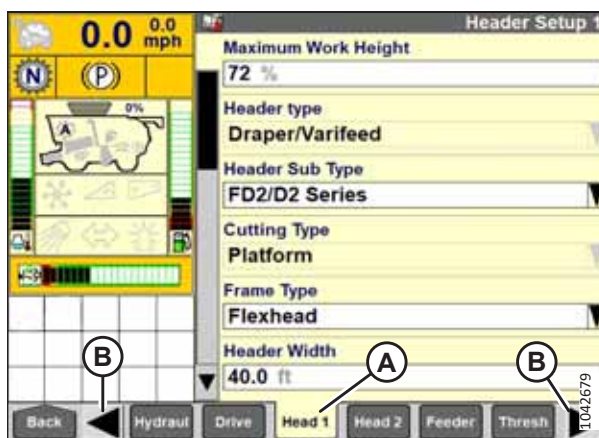 0.0
0.0
mph
Header Setup 1
N
(P)
Maximum Work Height
72 %
0%
A
Header type
Draper/Varifeed
Header Sub Type
FD2/D2 Series
Cutting Type
Platform
Frame Type
Flexhead
Header Width
40.0 ft
B
A
B
Back
Hydraul
Drive
Head 1
Head 2
Feeder
Thresh
1042679